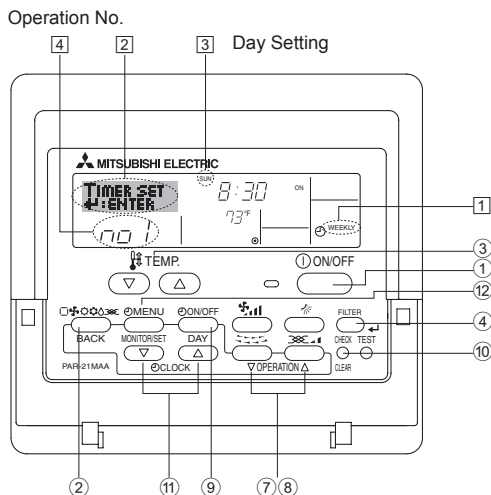 Operation No.
4 2 3 Day Setting
MITSUBISHI ELECTRIC
SUN
TIMER SET
↵:ENTER
8:30 ON
73°F
WEEKLY
no 1
1
TEMP. ON/OFF
3
1
12
MENU ON/OFF FILTER
4
BACK MONITOR/SET DAY CHECK TEST
10
PAR-21MAA CLOCK ▽OPERATION△ CLEAR
2 11 9 7 8